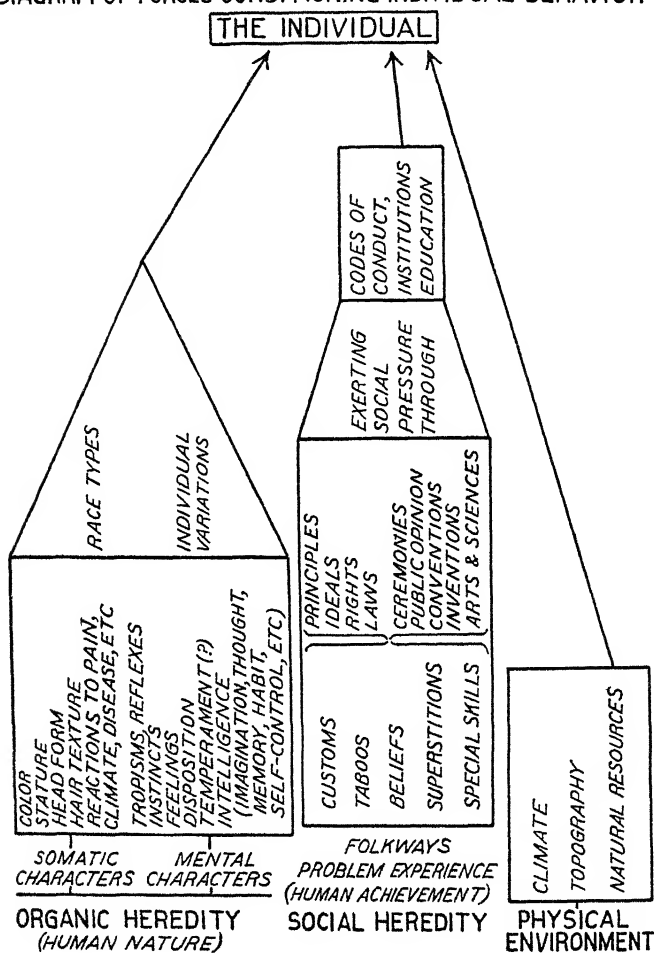 DIAGRAM OF FORCES CONDITIONING INDIVIDUAL BEHAVIOR
THE INDIVIDUAL
CODES OF
CONDUCT,
INSTITUTIONS
EDUCATION
EXERTING
SOCIAL
PRESSURE
THROUGH
RACE TYPES
INDIVIDUAL
VARIATIONS
PRINCIPLES
IDEALS
RIGHTS
LAWS
CEREMONIES
PUBLIC OPINION
CONVENTIONS
INVENTIONS
ARTS & SCIENCES
COLOR
STATURE
HEAD FORM
HAIR TEXTURE
REACTIONS TO PAIN,
CLIMATE, DISEASE, ETC
TROPISMS, REFLEXES
INSTINCTS
FEELINGS
DISPOSITION
TEMPERAMENT (?)
INTELLIGENCE
(IMAGINATION, THOUGHT,
MEMORY, HABIT,
SELF-CONTROL, ETC)
CUSTOMS
TABOOS
BELIEFS
SUPERSTITIONS
SPECIAL SKILLS
CLIMATE
TOPOGRAPHY
NATURAL RESOURCES
SOMATIC
CHARACTERS
MENTAL
CHARACTERS
ORGANIC HEREDITY
(HUMAN NATURE)
FOLKWAYS
PROBLEM EXPERIENCE
(HUMAN ACHIEVEMENT)
SOCIAL HEREDITY
PHYSICAL
ENVIRONMENT